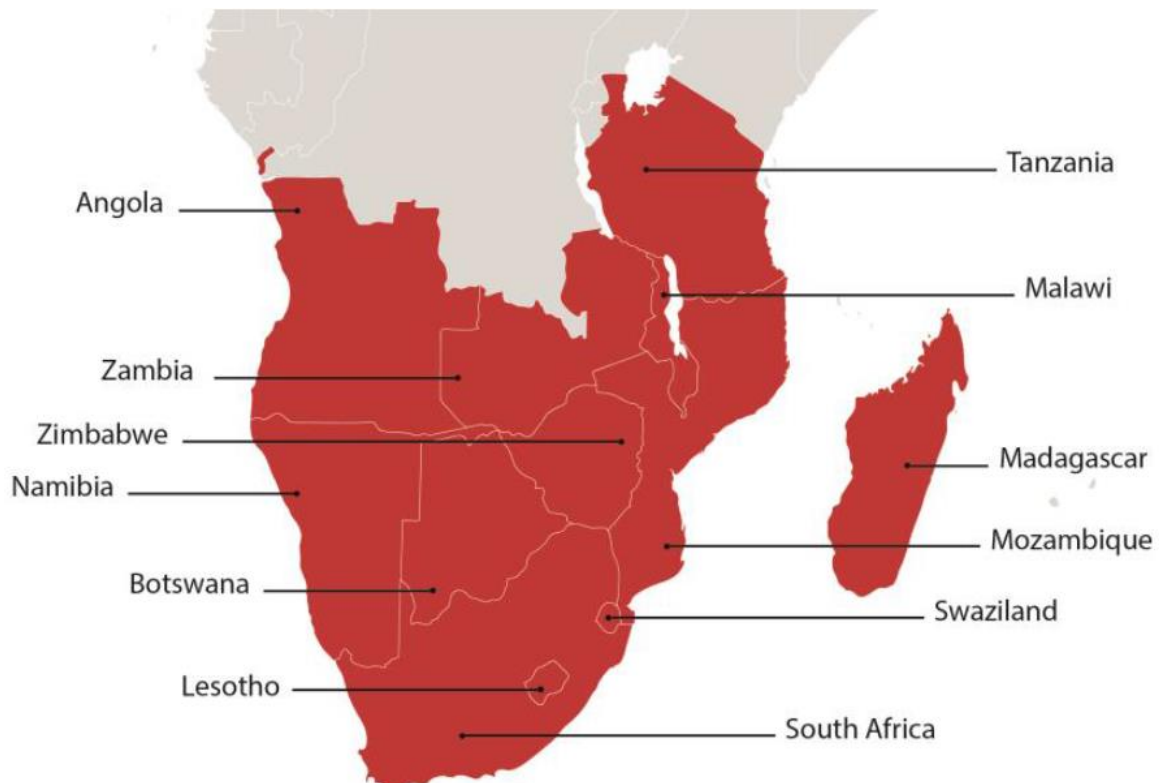 Tanzania
Angola
Malawi
Zambia
Zimbabwe
Madagascar
Namibia
Mozambique
Botswana
Swaziland
Lesotho
South Africa